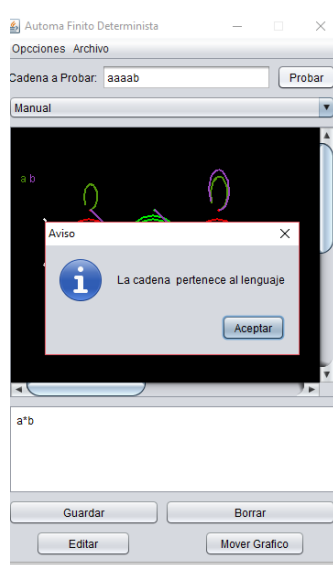 Automa Finito Determinista
Opcciones Archivo
Cadena a Probar: aaaab Probar
Manual
a b
Aviso
La cadena pertenece al lenguaje
Aceptar
a*b
Guardar Borrar
Editar Mover Grafico